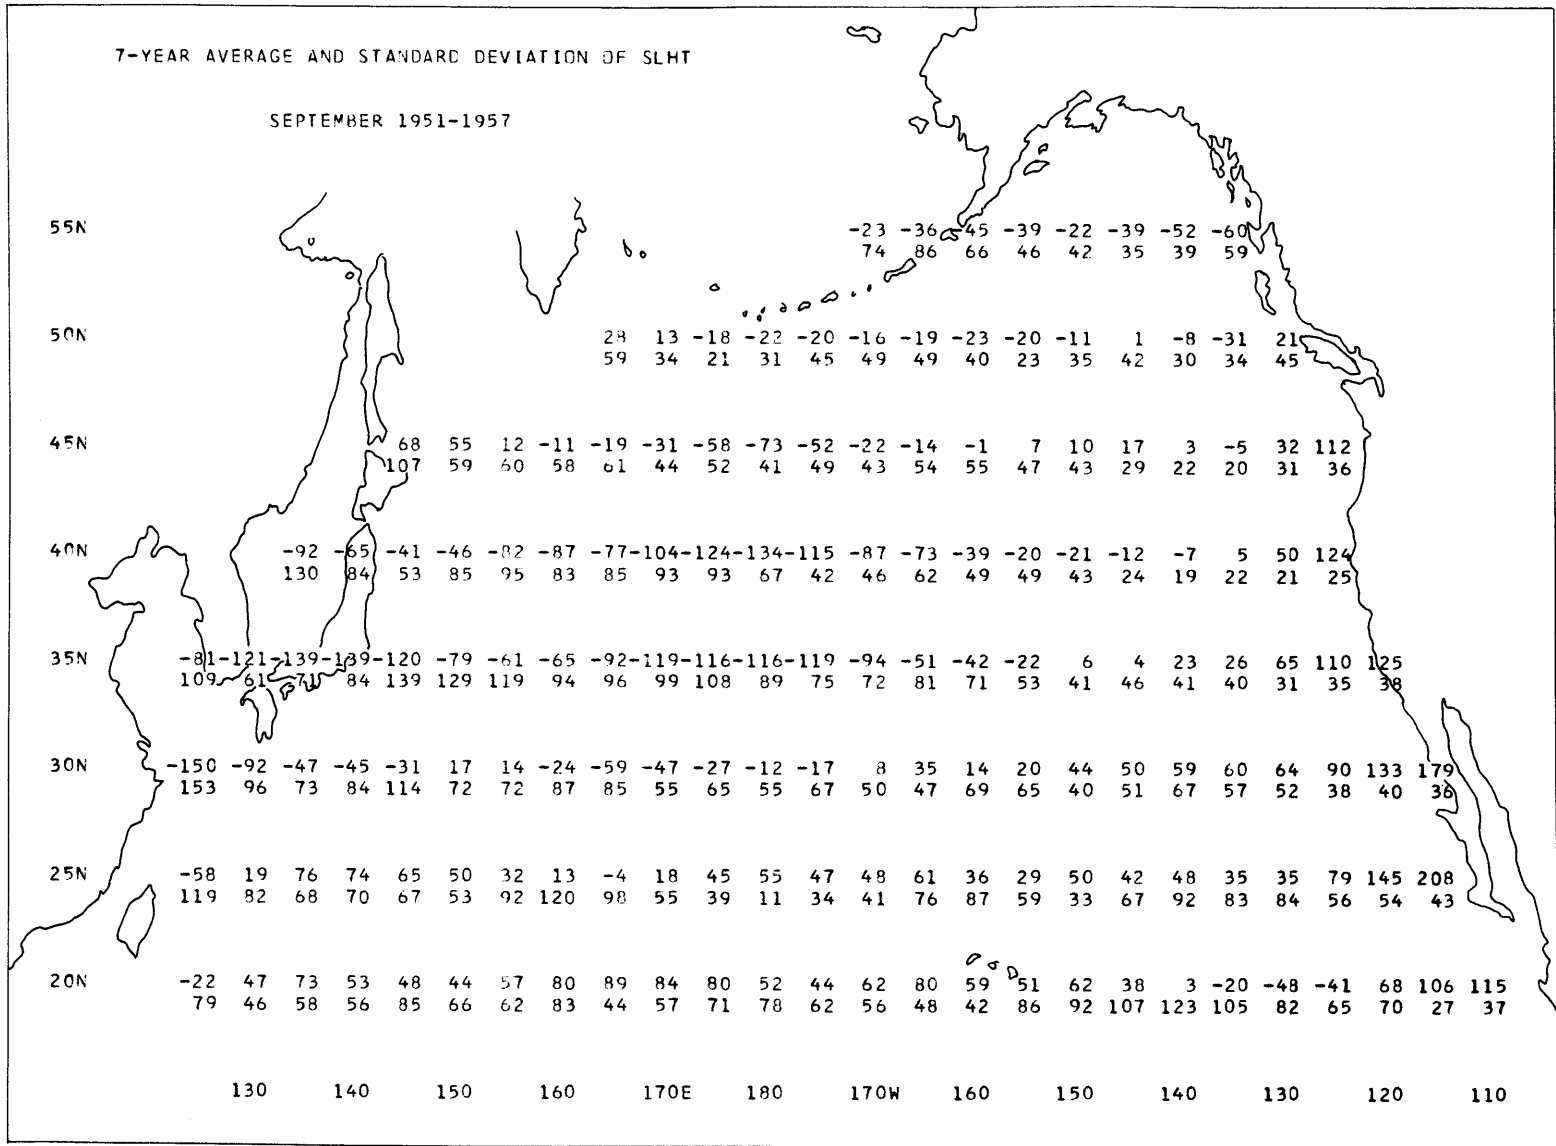 7-YEAR AVERAGE AND STANDARD DEVIATION OF SLHT
SEPTEMBER 1951-1957
55N -23 -36 -45 -39 -22 -39 -52 -60
74 86 66 46 42 35 39 59
50N 28 13 -18 -22 -20 -16 -19 -23 -20 -11 1 -8 -31 21
59 34 21 31 45 49 49 40 23 35 42 30 34 45
45N 68 55 12 -11 -19 -31 -58 -73 -52 -22 -14 -1 7 10 17 3 -5 32 112
107 59 60 58 61 44 52 41 49 43 54 55 47 43 29 22 20 31 36
40N -92 -65 -41 -46 -82 -87 -77-104-124-134-115 -87 -73 -39 -20 -21 -12 -7 5 50 124
130 84 53 85 95 83 85 93 93 67 42 46 62 49 49 43 24 19 22 21 25
35N -81-121-139-139-120 -79 -61 -65 -92-119-116-116-119 -94 -51 -42 -22 6 4 23 26 65 110 125
109 61 71 84 139 129 119 94 96 99 108 89 75 72 81 71 53 41 46 41 40 31 35 38
30N -150 -92 -47 -45 -31 17 14 -24 -59 -47 -27 -12 -17 8 35 14 20 44 50 59 60 64 90 133 179
153 96 73 84 114 72 72 87 85 55 65 55 67 50 47 69 65 40 51 67 57 52 38 40 36
25N -58 19 76 74 65 50 32 13 -4 18 45 55 47 48 61 36 29 50 42 48 35 35 79 145 208
119 82 68 70 67 53 92 120 98 55 39 11 34 41 76 87 59 33 67 92 83 84 56 54 43
20N -22 47 73 53 48 44 57 80 89 84 80 52 44 62 80 59 51 62 38 3 -20 -48 -41 68 106 115
79 46 58 56 85 66 62 83 44 57 71 78 62 56 48 42 86 92 107 123 105 82 65 70 27 37
130 140 150 160 170E 180 170W 160 150 140 130 120 110